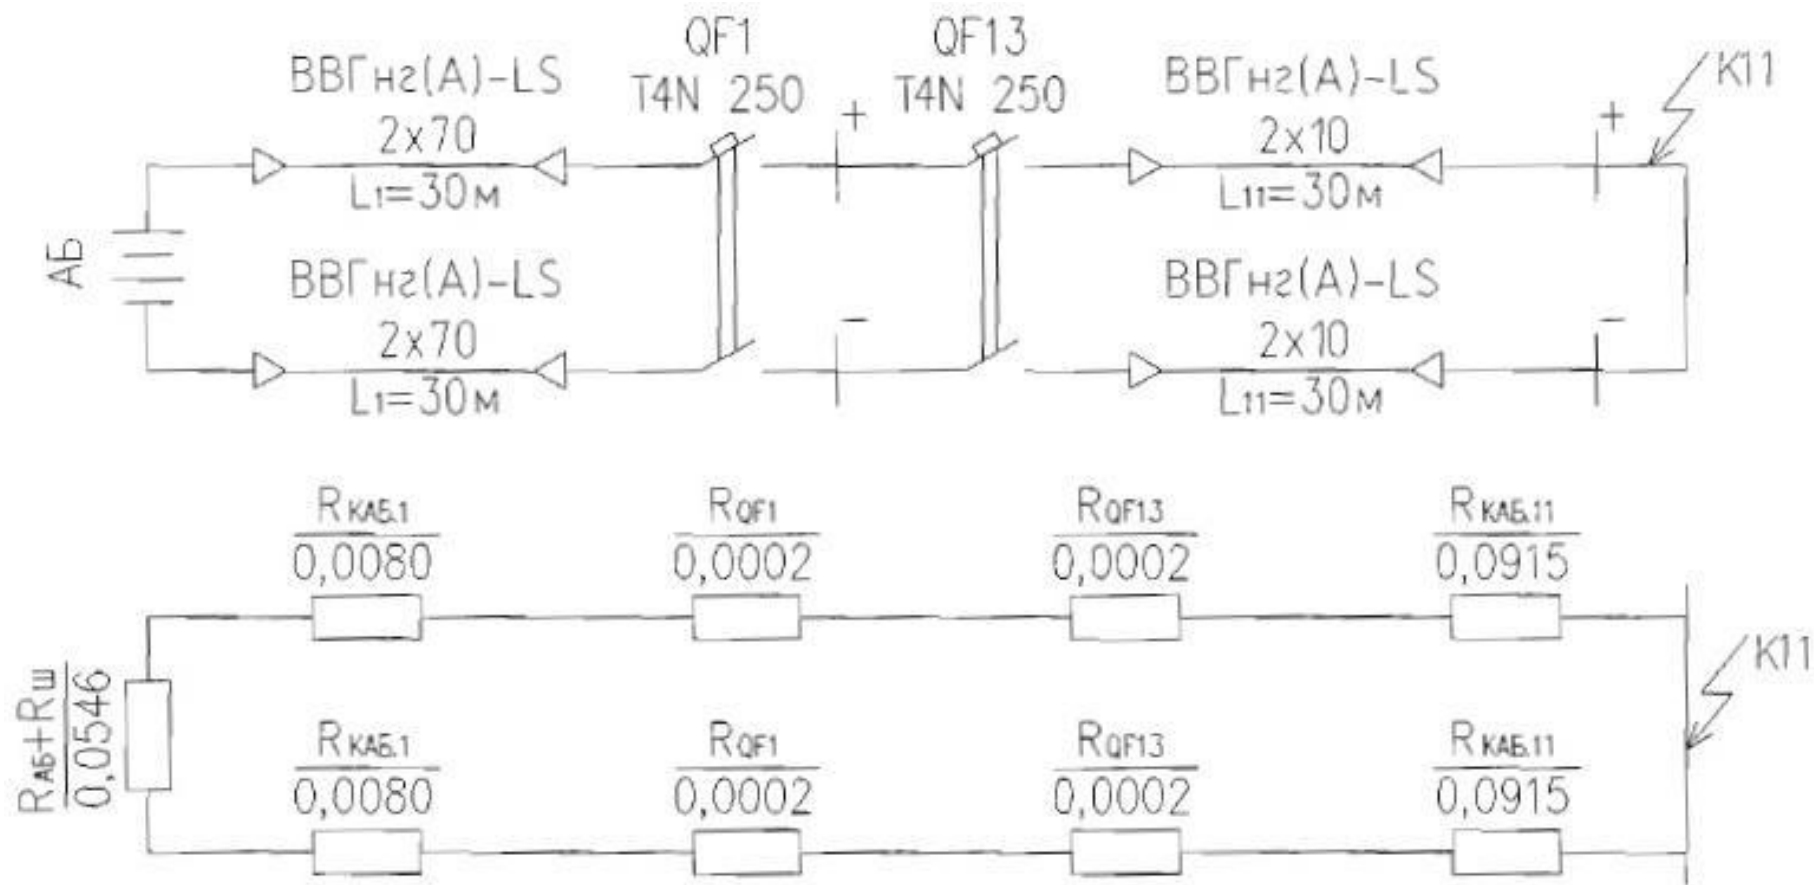 QF1
QF13
ВВГнг(А)-LS
T4N 250
T4N 250
ВВГнг(А)-LS
К11
2х70
+
2х10
+
L1=30м
L11=30м
АБ
ВВГнг(А)-LS
ВВГнг(А)-LS
2х70
−
2х10
−
L1=30м
L11=30м
RКАБ.1
RQF1
RQF13
RКАБ.11
0,0080
0,0002
0,0002
0,0915
К11
RАБ+RШ
0,0546
RКАБ.1
RQF1
RQF13
RКАБ.11
0,0080
0,0002
0,0002
0,0915